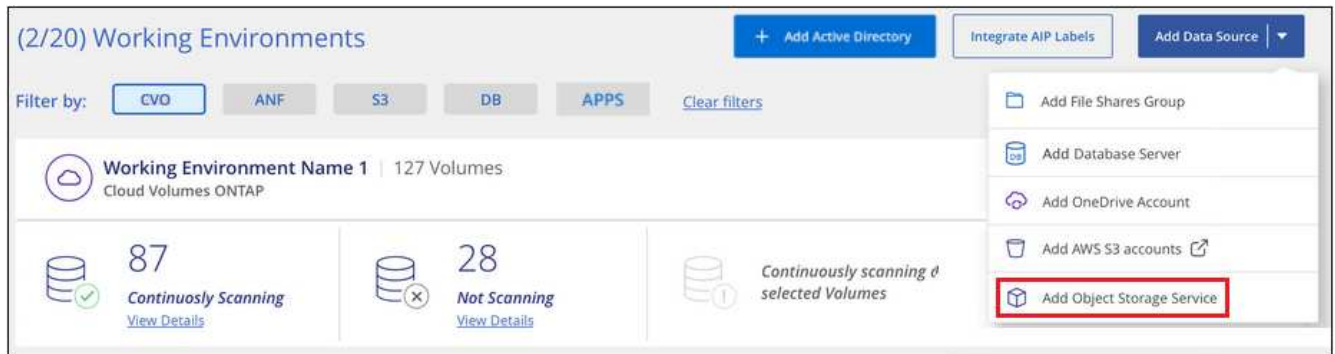 (2/20) Working Environments
+ Add Active Directory
Integrate AIP Labels
Add Data Source
Filter by:
CVO
ANF
S3
DB
APPS
Clear filters
Add File Shares Group
DB
Add Database Server
Add OneDrive Account
Add AWS S3 accounts
Add Object Storage Service
Working Environment Name 1 | 127 Volumes
Cloud Volumes ONTAP
87
Continuosly Scanning
View Details
28
Not Scanning
View Details
Continuously scanning
selected Volumes